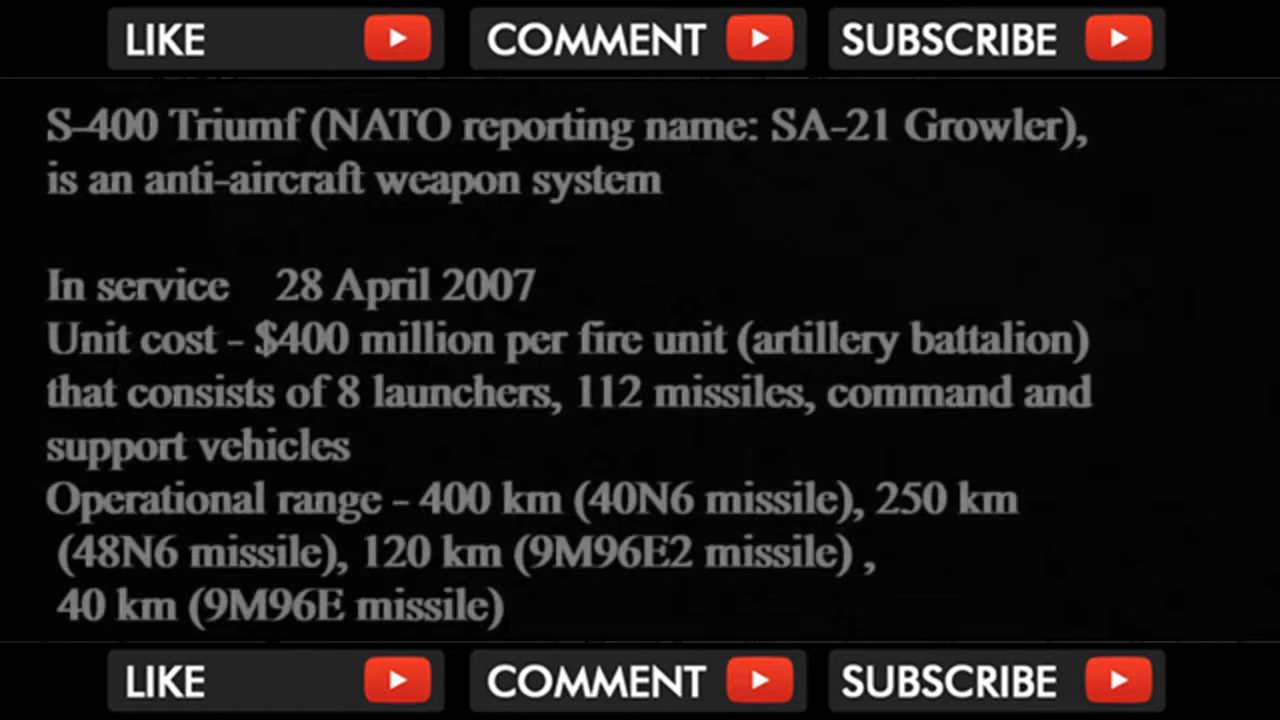 LIKE COMMENT SUBSCRIBE
S-400 Triumf (NATO reporting name: SA-21 Growler),
is an anti-aircraft weapon system
In service 28 April 2007
Unit cost - $400 million per fire unit (artillery battalion)
that consists of 8 launchers, 112 missiles, command and
support vehicles
Operational range - 400 km (40N6 missile), 250 km
(48N6 missile), 120 km (9M96E2 missile) ,
40 km (9M96E missile)
LIKE COMMENT SUBSCRIBE